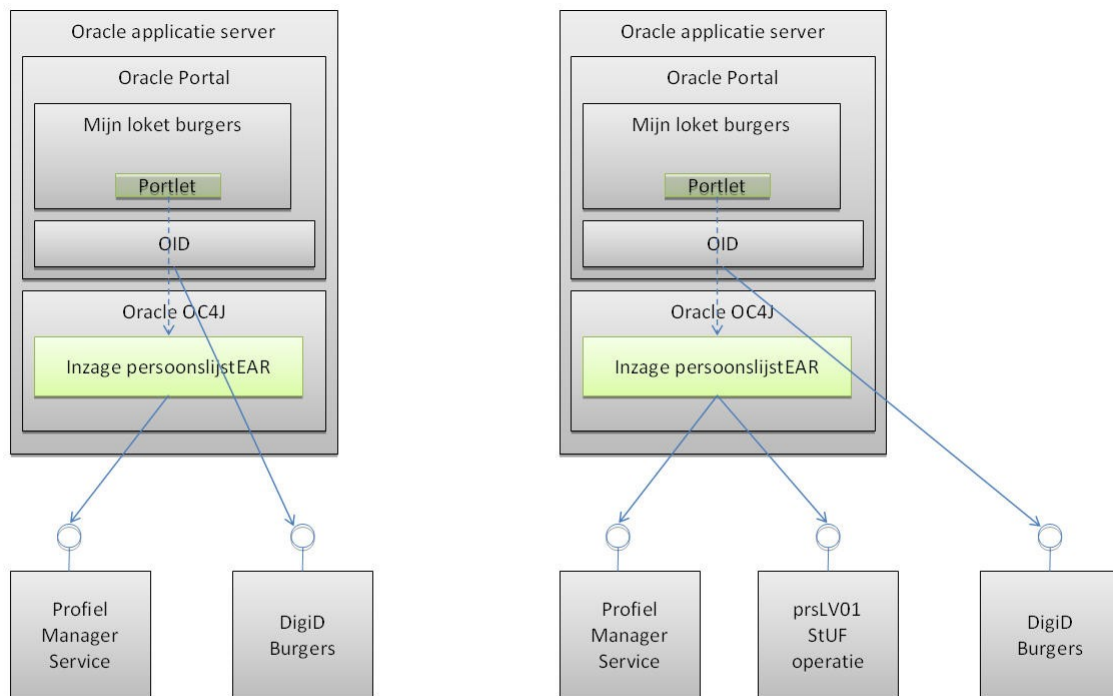 Oracle applicatie server
Oracle Portal
Mijn loket burgers
Portlet
OID
Oracle OC4J
Inzage persoonslijstEAR
Profiel
Manager
Service
DigiD
Burgers
Oracle applicatie server
Oracle Portal
Mijn loket burgers
Portlet
OID
Oracle OC4J
Inzage persoonslijstEAR
Profiel
Manager
Service
prsLV01
StUF
operatie
DigiD
Burgers